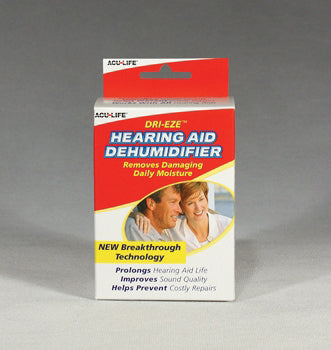 ACU-LIFE®
ACU-LIFE®
DRI-EZE™
HEARING AID
DEHUMIDIFIER
Removes Damaging
Daily Moisture
NEW Breakthrough
Technology
Prolongs Hearing Aid Life
Improves Sound Quality
Helps Prevent Costly Repairs